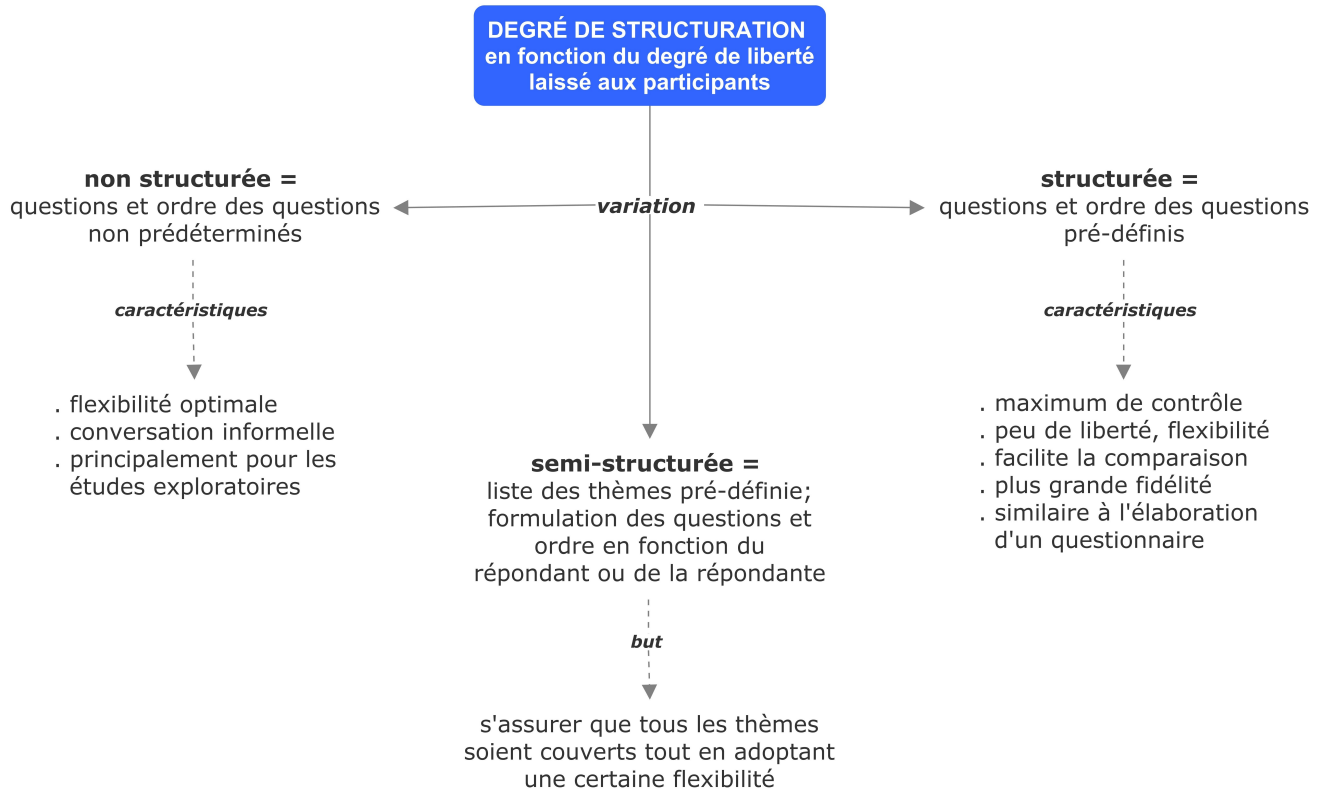 DEGRÉ DE STRUCTURATION
en fonction du degré de liberté
laissé aux participants
variation
non structurée =
questions et ordre des questions
non prédéterminés
caractéristiques
. flexibilité optimale
. conversation informelle
. principalement pour les
études exploratoires
semi-structurée =
liste des thèmes pré-définie;
formulation des questions et
ordre en fonction du
répondant ou de la répondante
but
s'assurer que tous les thèmes
soient couverts tout en adoptant
une certaine flexibilité
structurée =
questions et ordre des questions
pré-définis
caractéristiques
. maximum de contrôle
. peu de liberté, flexibilité
. facilite la comparaison
. plus grande fidélité
. similaire à l'élaboration
d'un questionnaire